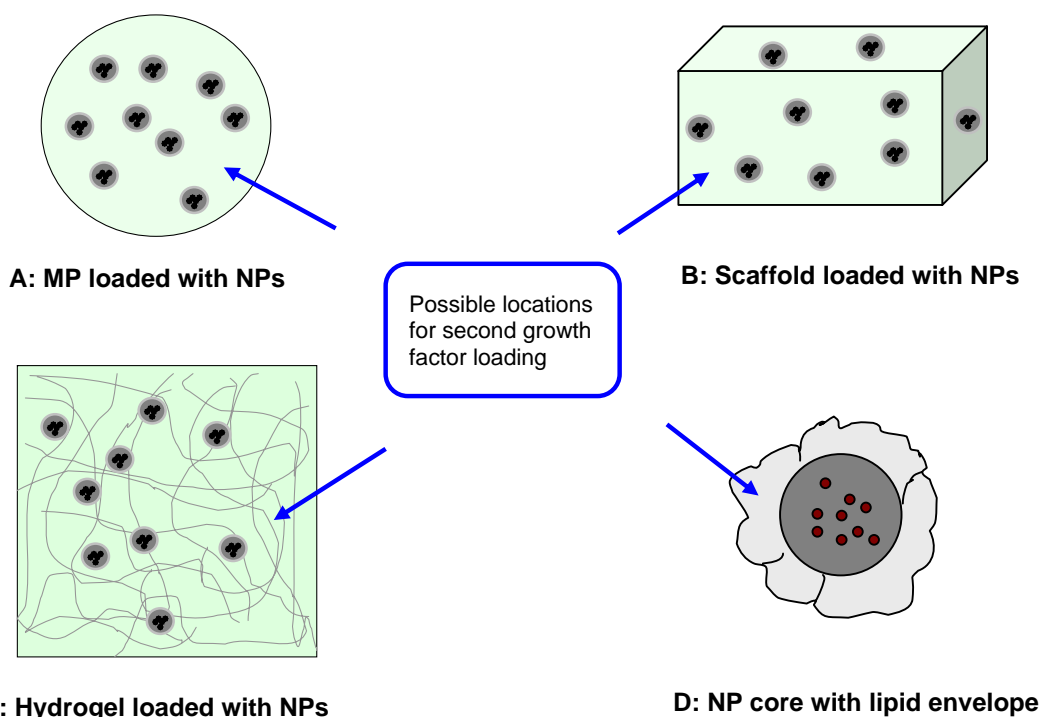 A: MP loaded with NPs
B: Scaffold loaded with NPs
Possible locations
for second growth
factor loading
: Hydrogel loaded with NPs
D: NP core with lipid envelope